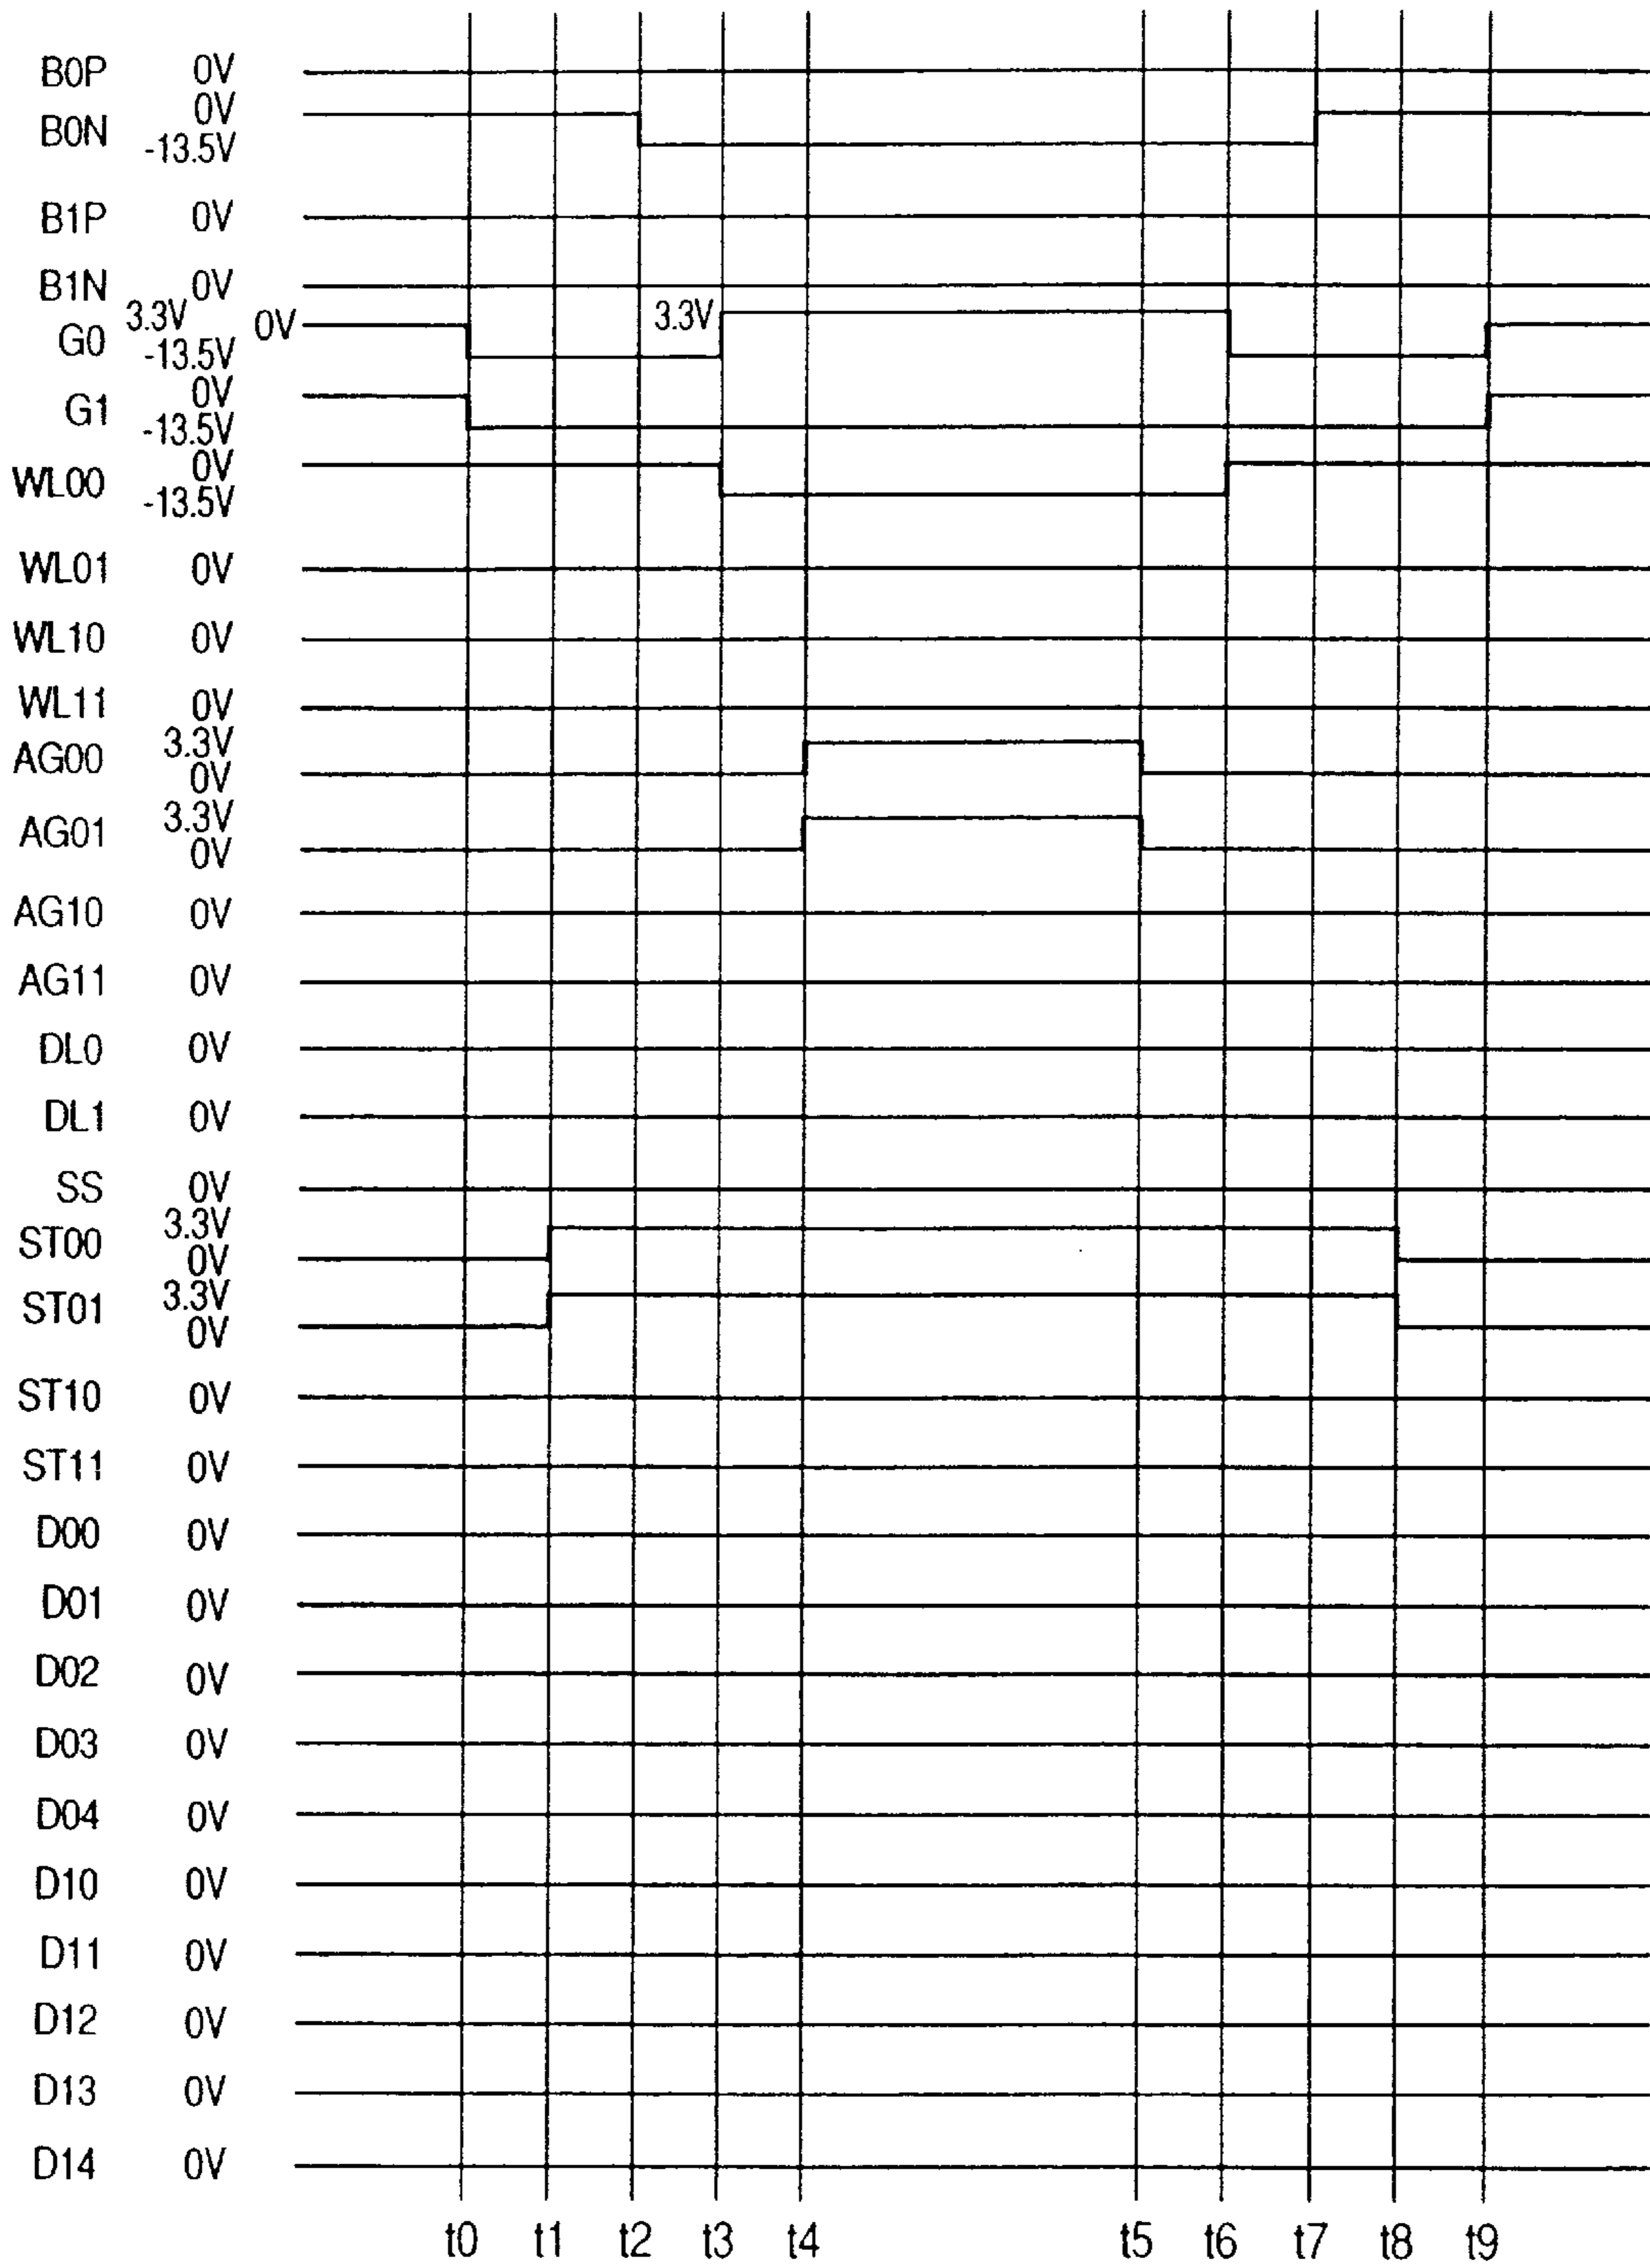 B0P 0V
B0N 0V
-13.5V
B1P 0V
B1N 0V
G0 3.3V 0V 3.3V
-13.5V
G1 0V
-13.5V
WL00 0V
-13.5V
WL01 0V
WL10 0V
WL11 0V
AG00 3.3V
0V
AG01 3.3V
0V
AG10 0V
AG11 0V
DL0 0V
DL1 0V
SS 0V
ST00 3.3V
0V
ST01 3.3V
0V
ST10 0V
ST11 0V
D00 0V
D01 0V
D02 0V
D03 0V
D04 0V
D10 0V
D11 0V
D12 0V
D13 0V
D14 0V
t0 t1 t2 t3 t4 t5 t6 t7 t8 t9